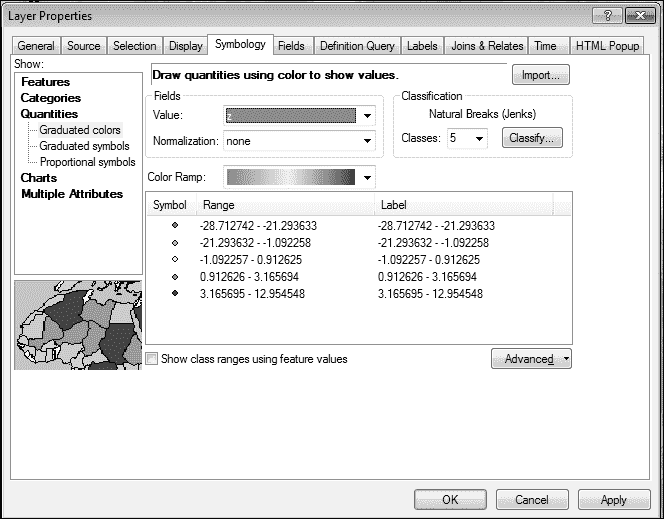 Layer Properties
General Source Selection Display Symbology Fields Definition Query Labels Joins & Relates Time HTML Popup
Show:
Features
Categories
Quantities
Graduated colors
Graduated symbols
Proportional symbols
Charts
Multiple Attributes
Draw quantities using color to show values.
Import...
Fields
Value: z
Normalization: none
Classification
Natural Breaks (Jenks)
Classes: 5 Classify...
Color Ramp:
Symbol Range Label
-28.712742 - -21.293633 -28.712742 - -21.293633
-21.293632 - -1.092258 -21.293632 - -1.092258
-1.092257 - 0.912625 -1.092257 - 0.912625
0.912626 - 3.165694 0.912626 - 3.165694
3.165695 - 12.954548 3.165695 - 12.954548
Show class ranges using feature values
Advanced
OK Cancel Apply